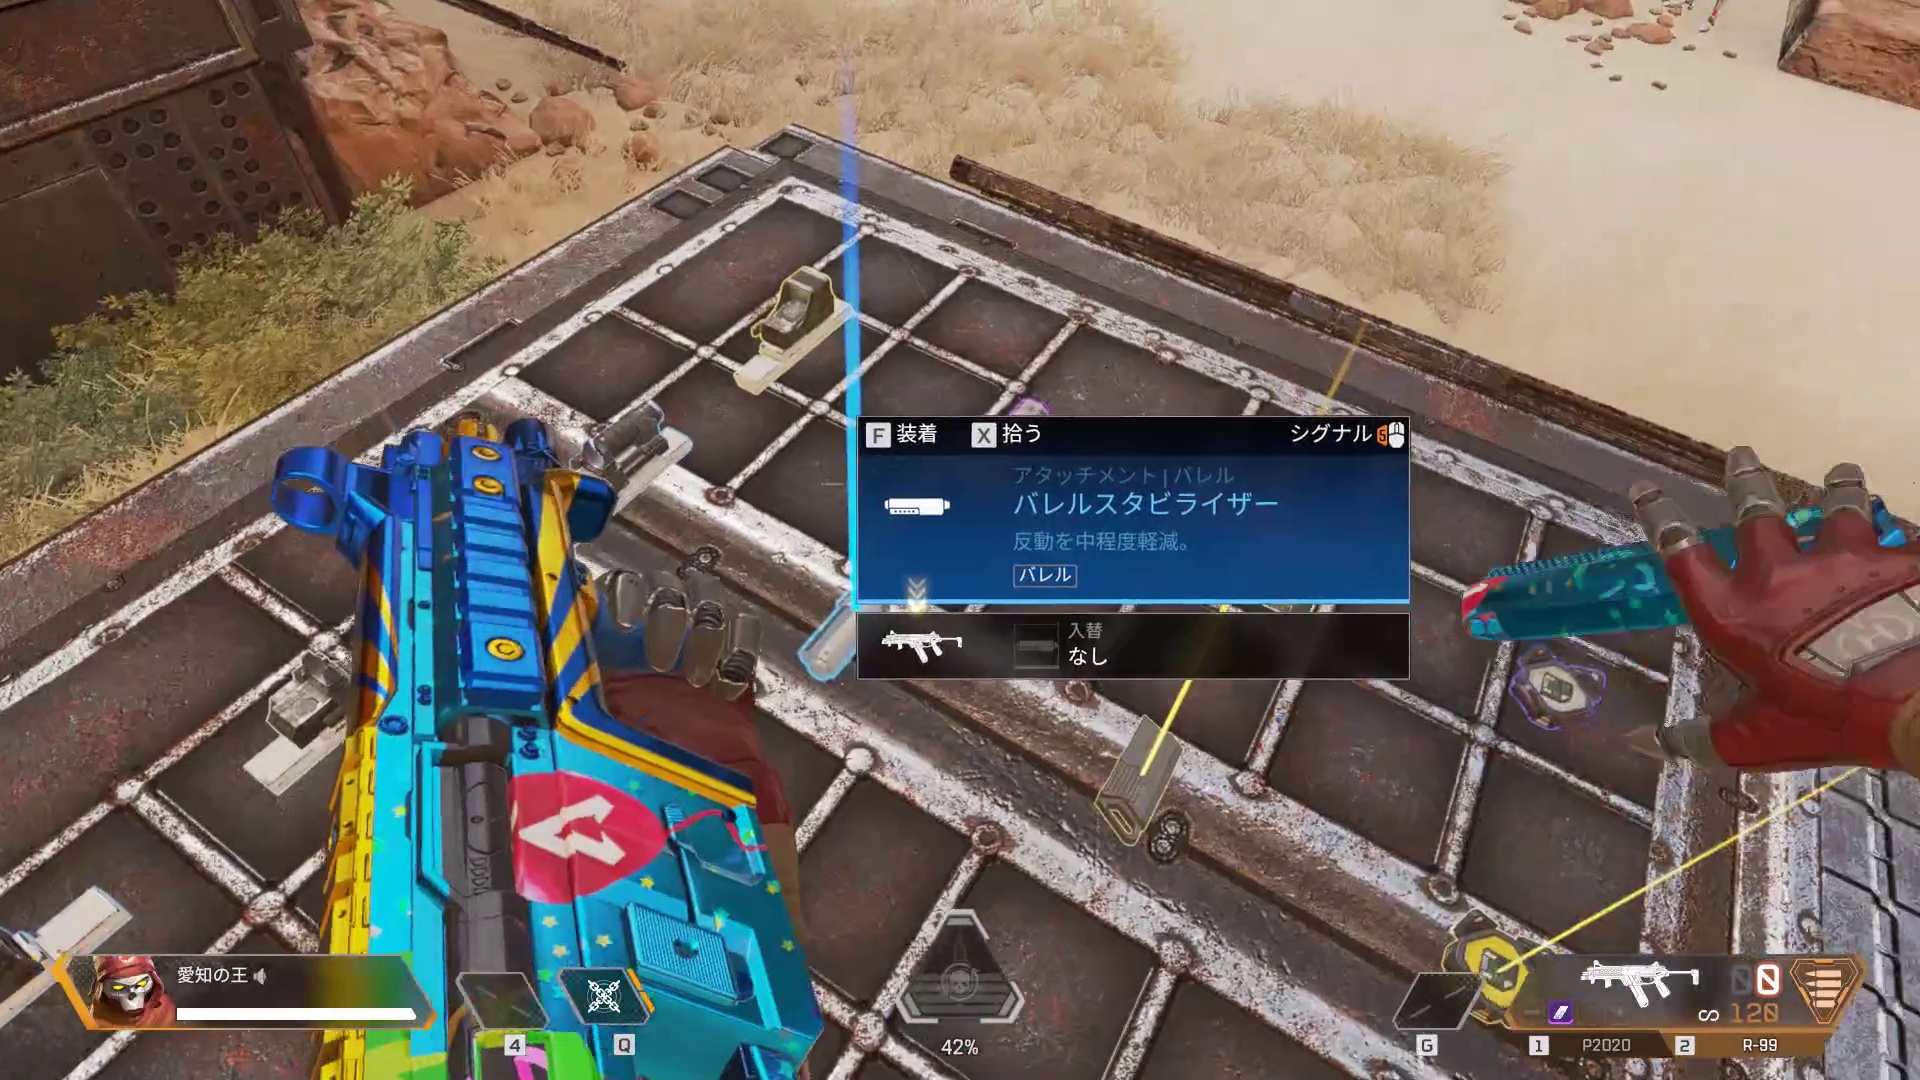 F 装着 X 拾う シグナル
アタッチメント | バレル
バレルスタビライザー
反動を中程度軽減。
バレル
入替
なし
愛知の王
4
Q
42%
G
0
∞ 120
1 P2020 2 R-99